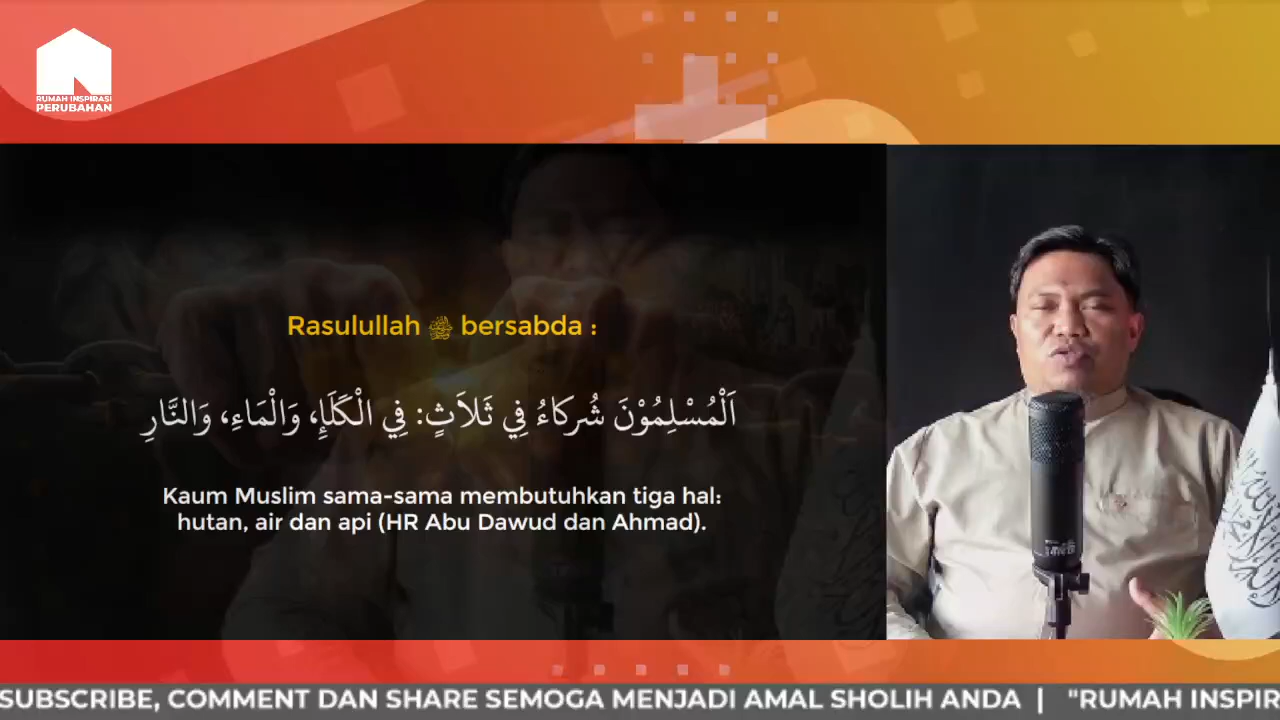 RUMAH INSPIRASI
PERUBAHAN
Rasulullah ﷺ bersabda :
اَلْمُسْلِمُوْنَ شُرَكاَءُ فِي ثَلاَثٍ: فِي الْكَلَإِ، وَالْمَاءِ، وَالنَّارِ
Kaum Muslim sama-sama membutuhkan tiga hal:
hutan, air dan api (HR Abu Dawud dan Ahmad).
SUBSCRIBE, COMMENT DAN SHARE SEMOGA MENJADI AMAL SHOLIH ANDA | "RUMAH INSPIR